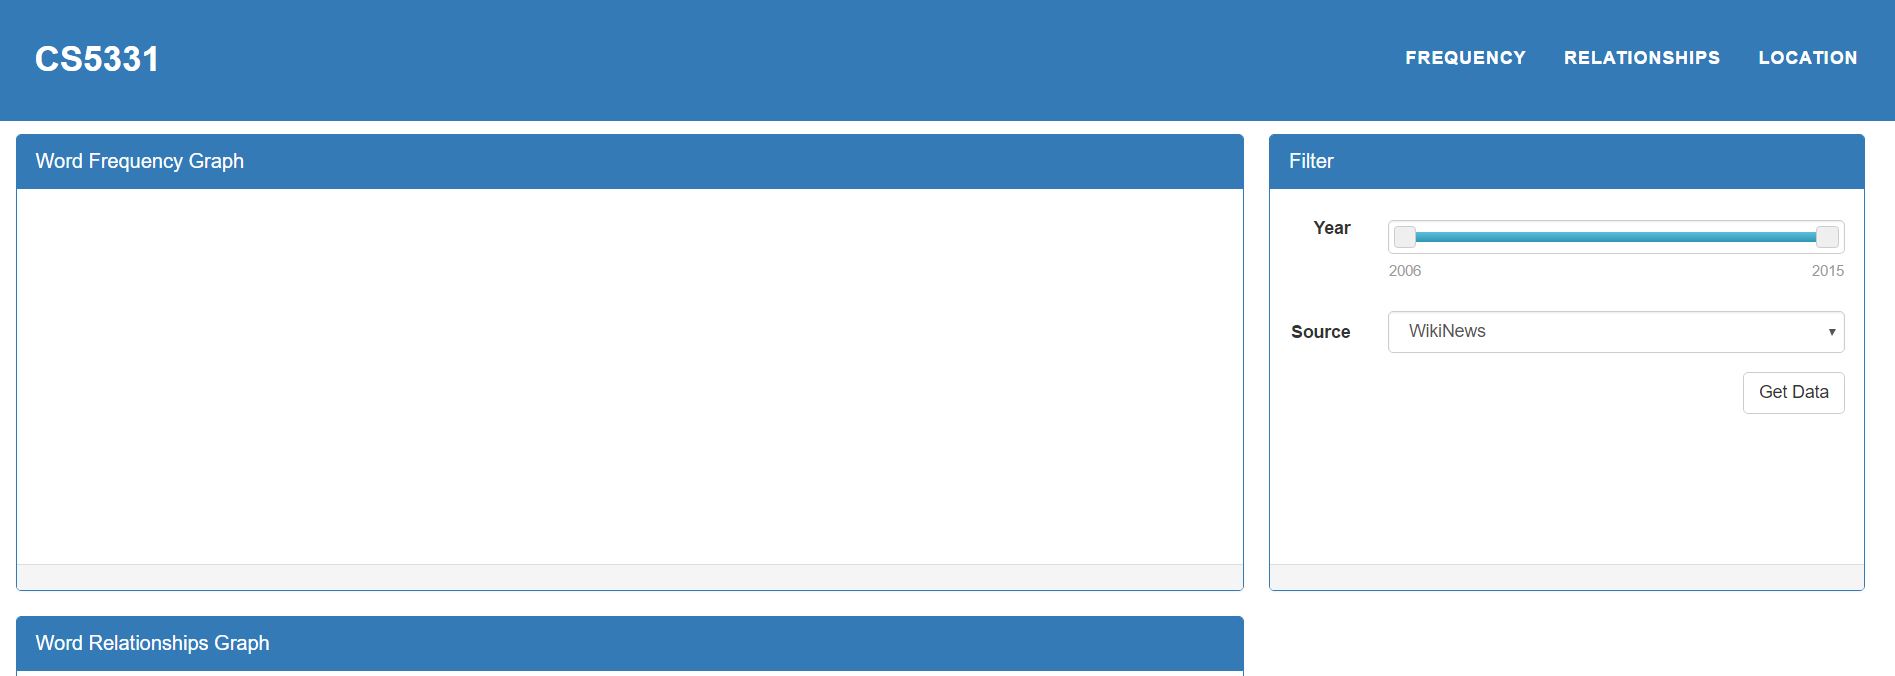 CS5331
FREQUENCY RELATIONSHIPS LOCATION
Word Frequency Graph
Filter
Year
2006 2015
Source WikiNews
Get Data
Word Relationships Graph